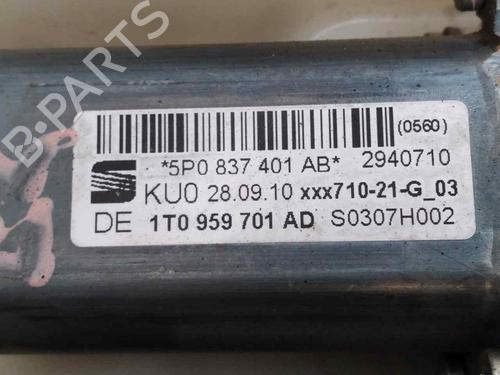 (0560)
*5P0 837 401 AB* 2940710
KUO 28.09.10 xxx710-21-G_03
DE 1T0 959 701 AD S0307H002
B-PARTS